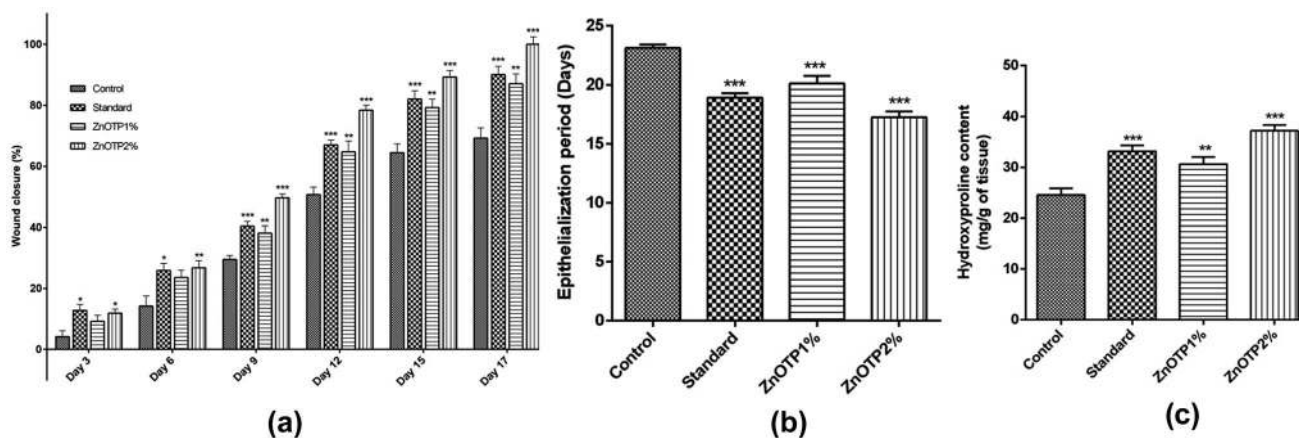 Wound closure (%)
100
80
60
40
20
0
Control
Standard
ZnOTP1%
ZnOTP2%
* *
* **
*** ** ***
*** ** ***
*** ** ***
*** ** ***
Day 3
Day 6
Day 9
Day 12
Day 15
Day 17
(a)
Epithelialization period (Days)
25
20
15
10
5
0
***
***
***
Control
Standard
ZnOTP1%
ZnOTP2%
(b)
Hydroxyproline content
(mg/g of tissue)
50
40
30
20
10
0
***
**
***
Control
Standard
ZnOTP1%
ZnOTP2%
(c)